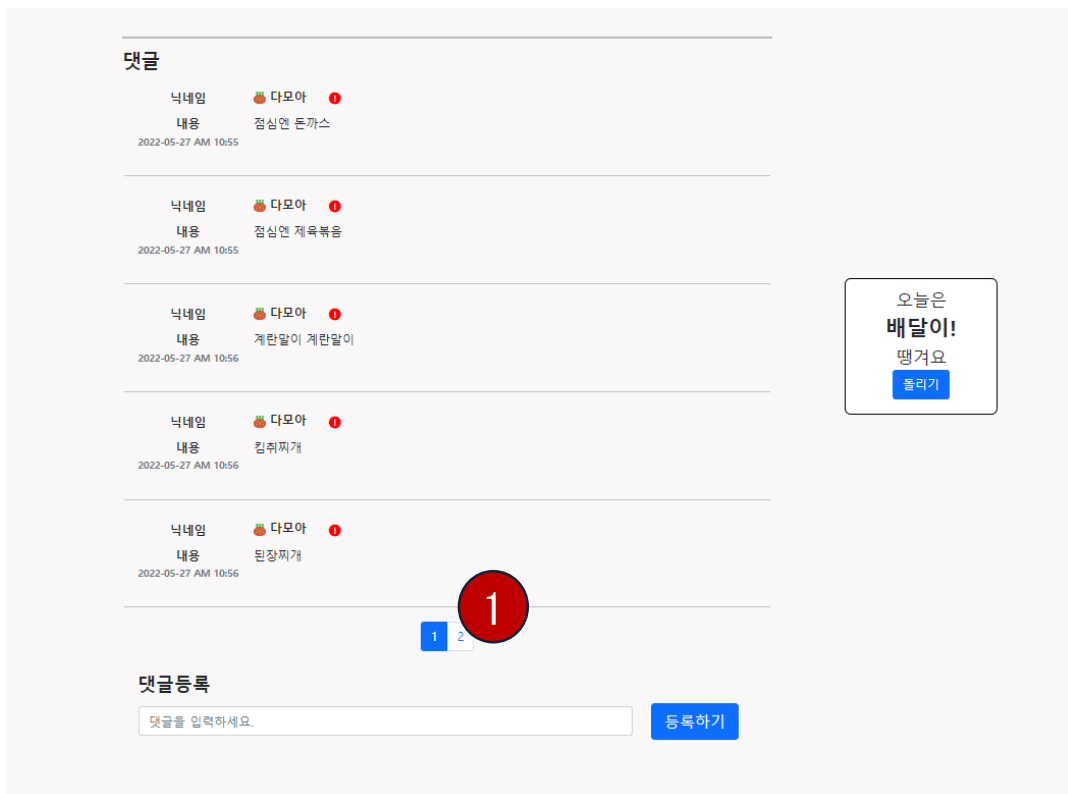 댓글
닉네임 다모아
내용 점심엔 돈까스
2022-05-27 AM 10:55
닉네임 다모아
내용 점심엔 제육볶음
2022-05-27 AM 10:55
닉네임 다모아
내용 계란말이 계란말이
2022-05-27 AM 10:56
닉네임 다모아
내용 킴취찌개
2022-05-27 AM 10:56
닉네임 다모아
내용 된장찌개
2022-05-27 AM 10:56
1
1 2
댓글등록
댓글을 입력하세요. 등록하기
오늘은
배달이!
땡겨요
돌리기